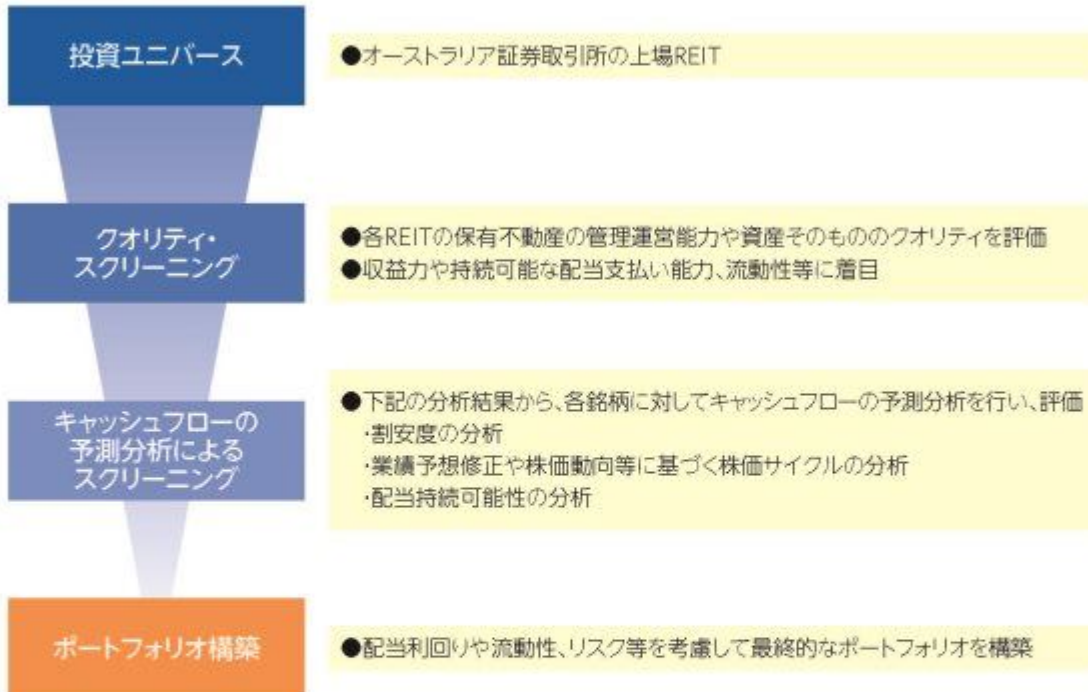 投資ユニバース
●オーストラリア証券取引所の上場REIT
クオリティ・
スクリーニング
●各REITの保有不動産の管理運営能力や資産そのもののクオリティを評価
●収益力や持続可能な配当支払い能力、流動性等に着目
キャッシュフローの
予測分析による
スクリーニング
●下記の分析結果から、各銘柄に対してキャッシュフローの予測分析を行い、評価
・割安度の分析
・業績予想修正や株価動向等に基づく株価サイクルの分析
・配当持続可能性の分析
ポートフォリオ構築
●配当利回りや流動性、リスク等を考慮して最終的なポートフォリオを構築